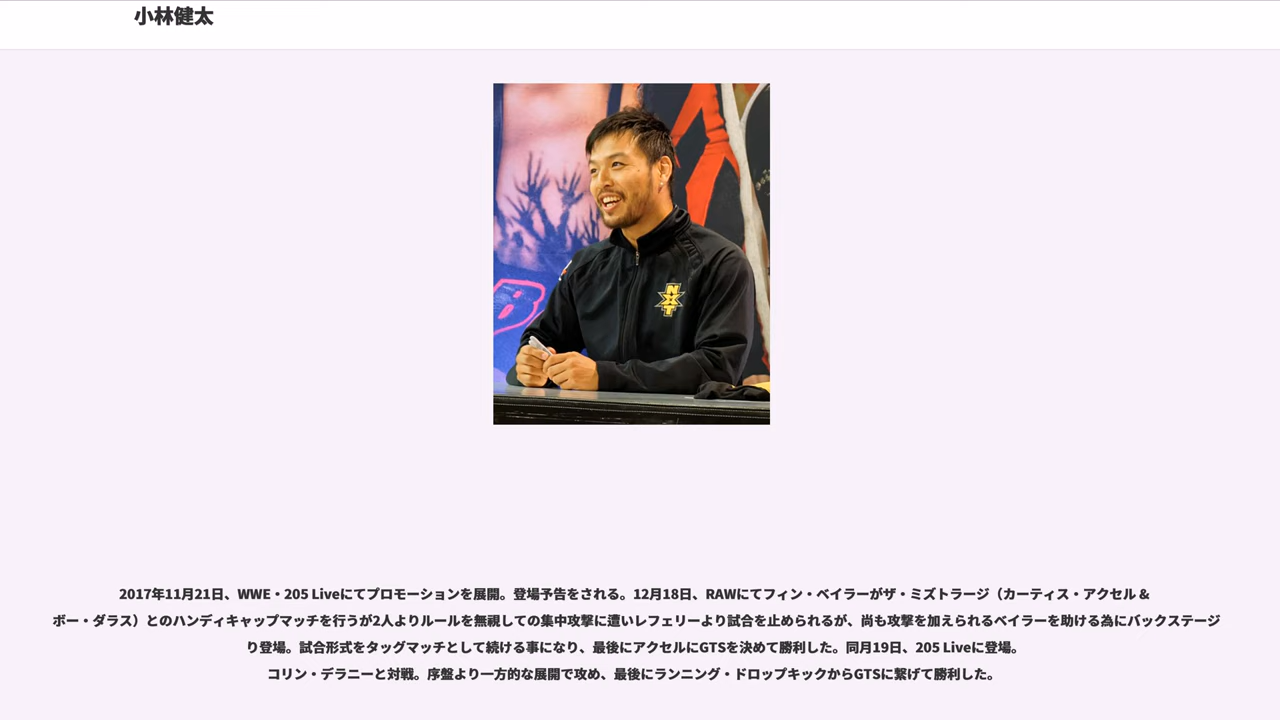 小林健太
B
NXT
2017年11月21日、WWE・205 Liveにてプロモーションを展開。登場予告をされる。12月18日、RAWにてフィン・ベイラーがザ・ミズトラージ（カーティス・アクセル &
ボー・ダラス）とのハンディキャップマッチを行うが2人よりルールを無視しての集中攻撃に遭いレフェリーより試合を止められるが、尚も攻撃を加えられるベイラーを助ける為にバックステージ
り登場。試合形式をタッグマッチとして続ける事になり、最後にアクセルにGTSを決めて勝利した。同月19日、205 Liveに登場。
コリン・デラニーと対戦。序盤より一方的な展開で攻め、最後にランニング・ドロップキックからGTSに繋げて勝利した。